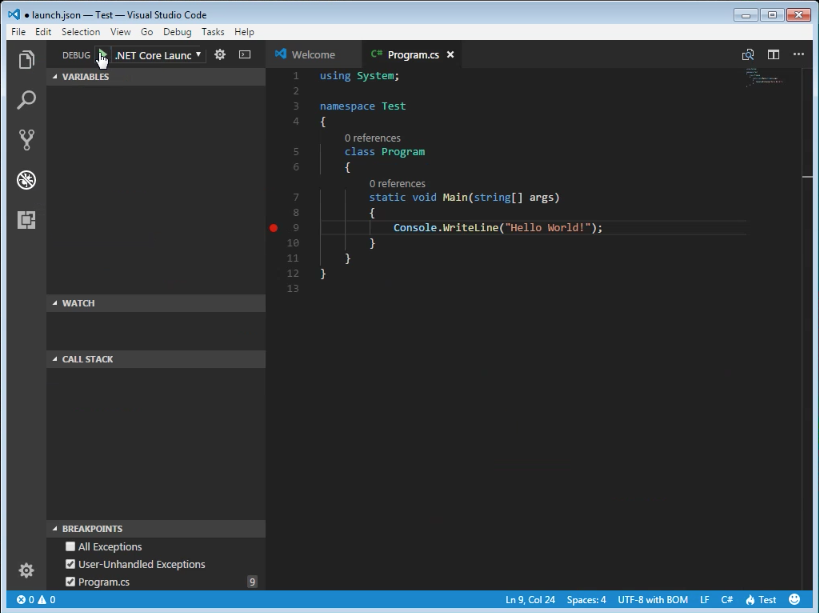 ● launch.json — Test — Visual Studio Code
File Edit Selection View Go Debug Tasks Help
DEBUG .NET Core Launc
Welcome
C# Program.cs
VARIABLES
WATCH
CALL STACK
BREAKPOINTS
All Exceptions
User-Unhandled Exceptions
Program.cs 9
1 using System;
2
3 namespace Test
4 {
0 references
5 class Program
6 {
0 references
7 static void Main(string[] args)
8 {
9 Console.WriteLine("Hello World!");
10 }
11 }
12 }
13
0 0 Ln 9, Col 24 Spaces: 4 UTF-8 with BOM LF C# Test